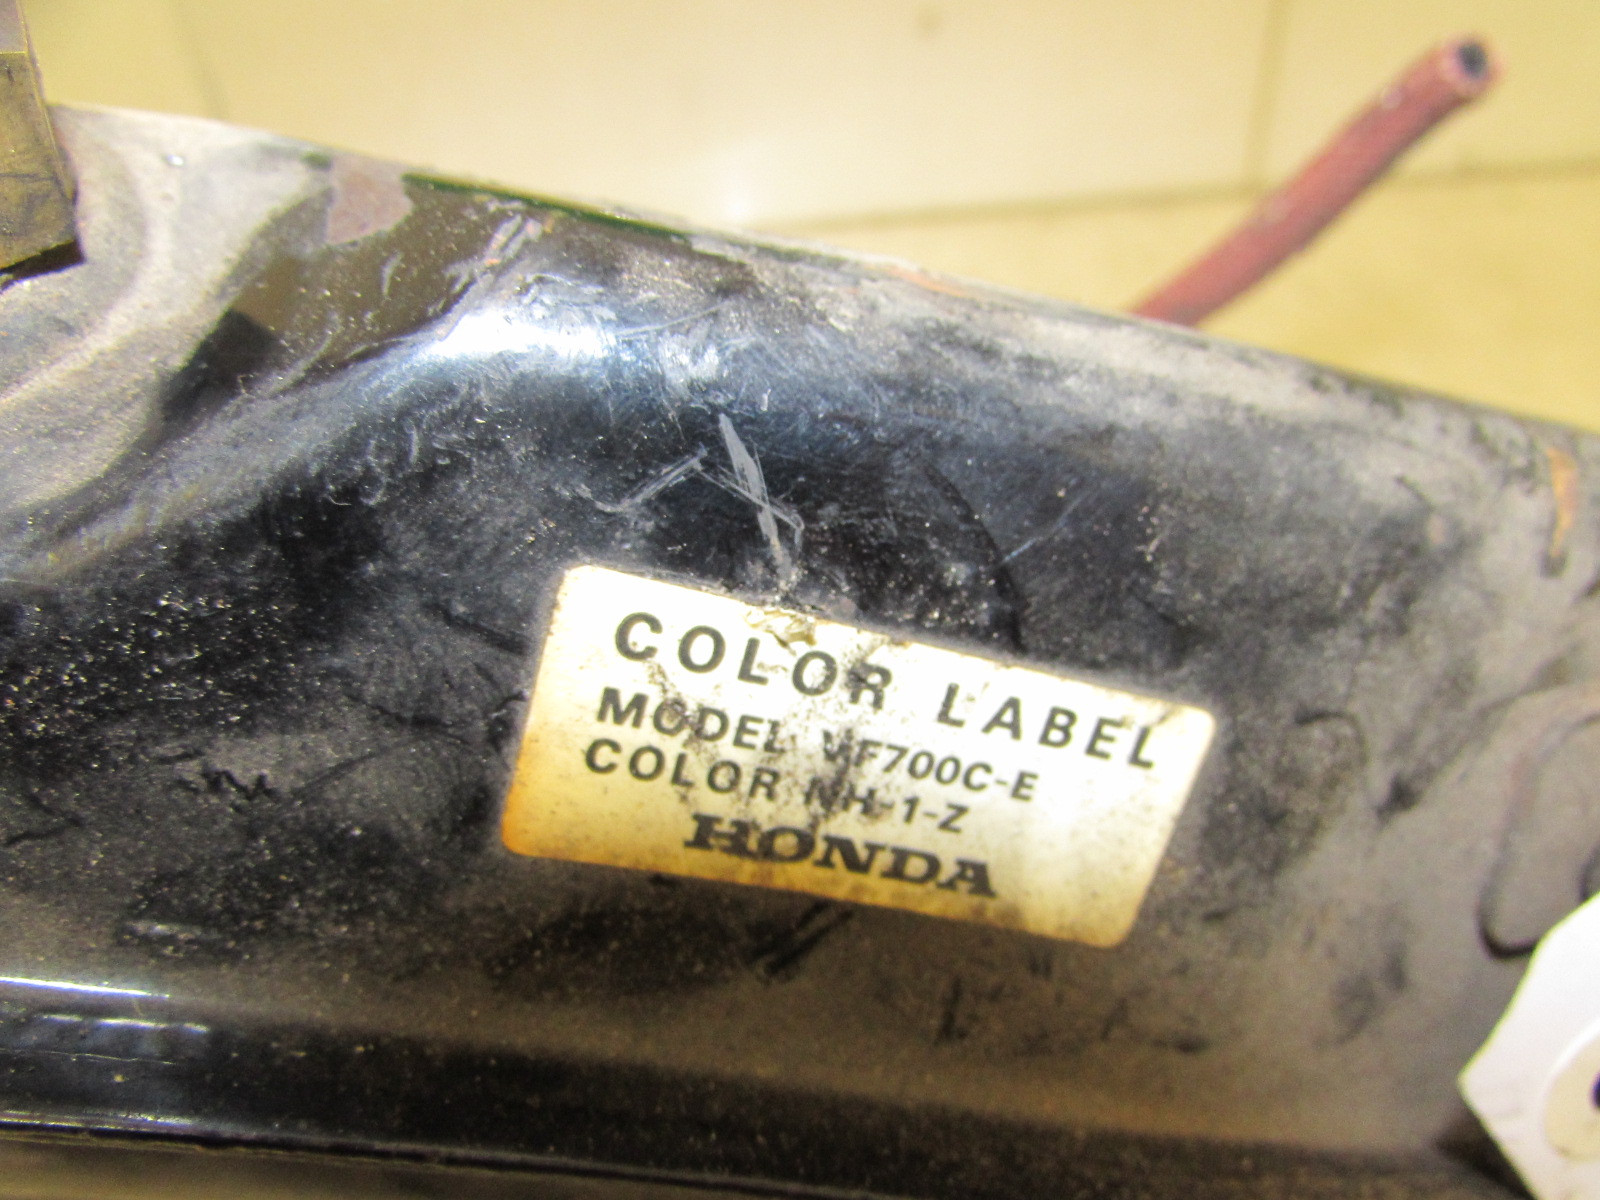 COLOR LABEL
MODEL VF700C-E
COLOR NH-1-Z
HONDA